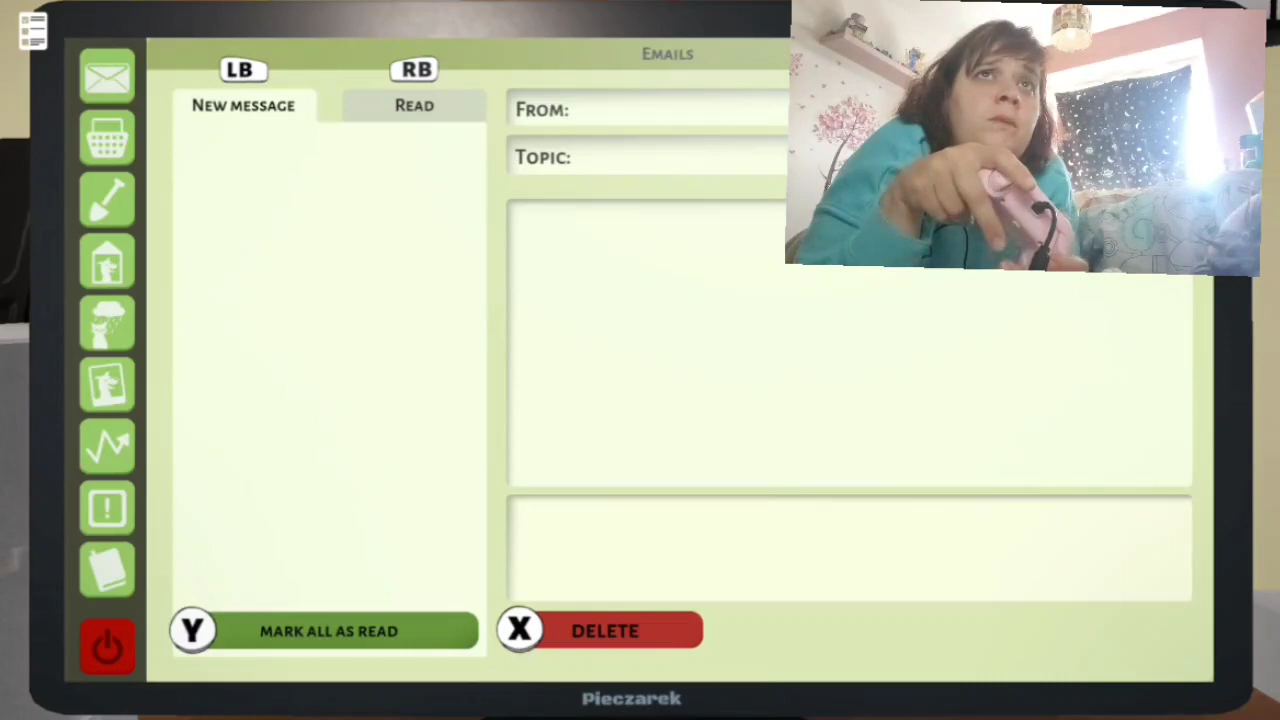 Emails
LB
RB
New message
Read
From:
Topic:
Y
Mark all as read
X
Delete
Pieczarek